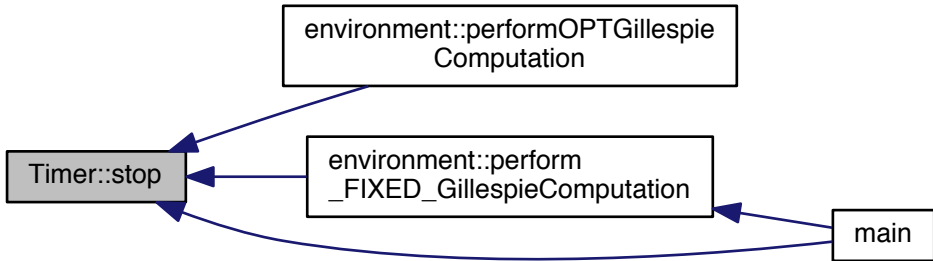 environment::performOPTGillespie
Computation
Timer::stop
environment::perform
_FIXED_GillespieComputation
main